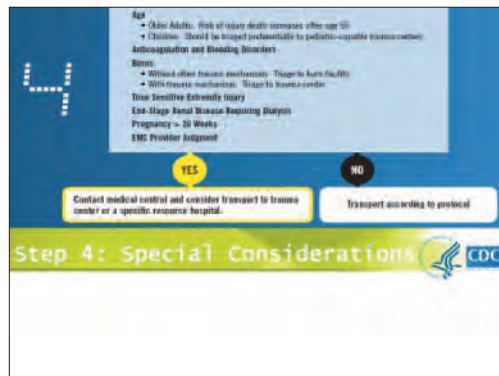 Age
• Older Adults: Risk of injury death increases after age 55
• Children: Should be triaged preferentially to pediatric-capable trauma centers
Anticoagulation and Bleeding Disorders
Burns
• Without other trauma mechanism: Triage to burn facility
• With trauma mechanism: Triage to trauma center
Time Sensitive Extremity Injury
End-Stage Renal Disease Requiring Dialysis
Pregnancy > 20 Weeks
EMS Provider Judgment
4
YES
NO
Contact medical control and consider transport to trauma
center or a specific resource hospital.
Transport according to protocol
Step 4: Special Considerations
CDC